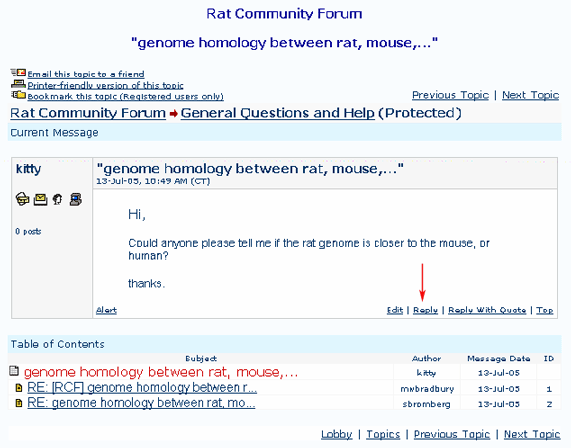 Rat Community Forum
"genome homology between rat, mouse,..."
Email this topic to a friend
Printer-friendly version of this topic
Bookmark this topic (Registered users only)
Previous Topic | Next Topic
Rat Community Forum General Questions and Help (Protected)
Current Message
kitty
"genome homology between rat, mouse,..."
13-Jul-05, 10:49 AM (CT)
0 posts
Hi,
Could anyone please tell me if the rat genome is closer to the mouse, or
human?
thanks.
Alert
Edit | Reply | Reply With Quote | Top
Table of Contents
Subject Author Message Date ID
genome homology between rat, mouse,... kitty 13-Jul-05
RE: [RCF] genome homology between r... mwbradbury 13-Jul-05 1
RE: genome homology between rat, mo... sbromberg 13-Jul-05 2
Lobby | Topics | Previous Topic | Next Topic